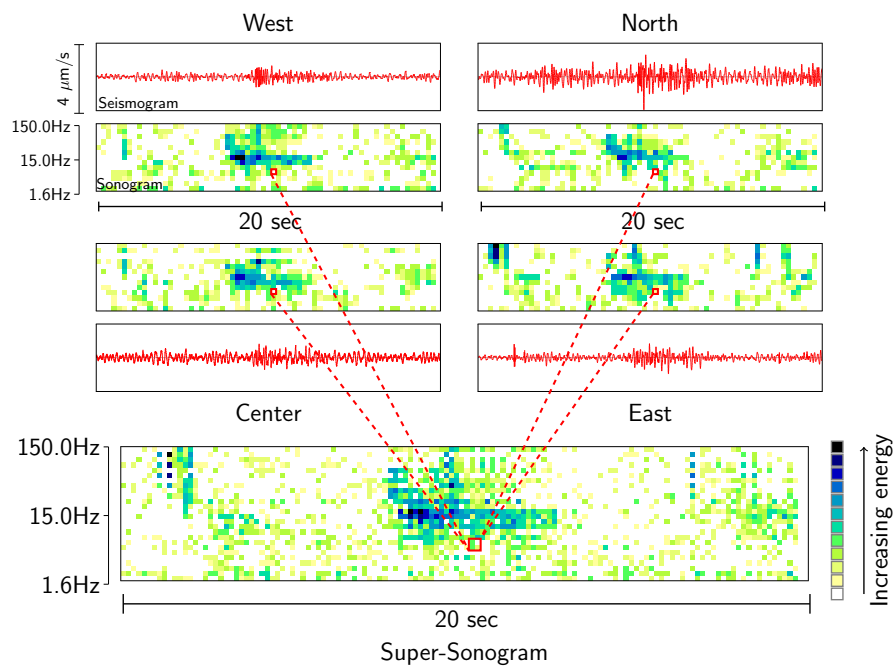 West
North
4 μm/s
Seismogram
150.0Hz
15.0Hz
1.6Hz
Sonogram
20 sec
20 sec
Center
East
150.0Hz
15.0Hz
1.6Hz
Increasing energy
20 sec
Super-Sonogram